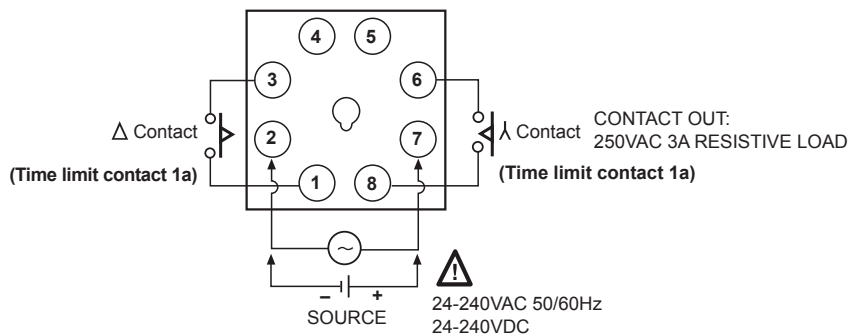 4 5
3 6
Δ Contact
⅄ Contact
CONTACT OUT:
250VAC 3A RESISTIVE LOAD
2 7
(Time limit contact 1a)
(Time limit contact 1a)
1 8
~
− +
SOURCE
!
24-240VAC 50/60Hz
24-240VDC